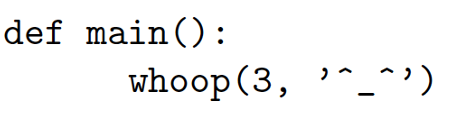 def main():
    whoop(3, '^_^')